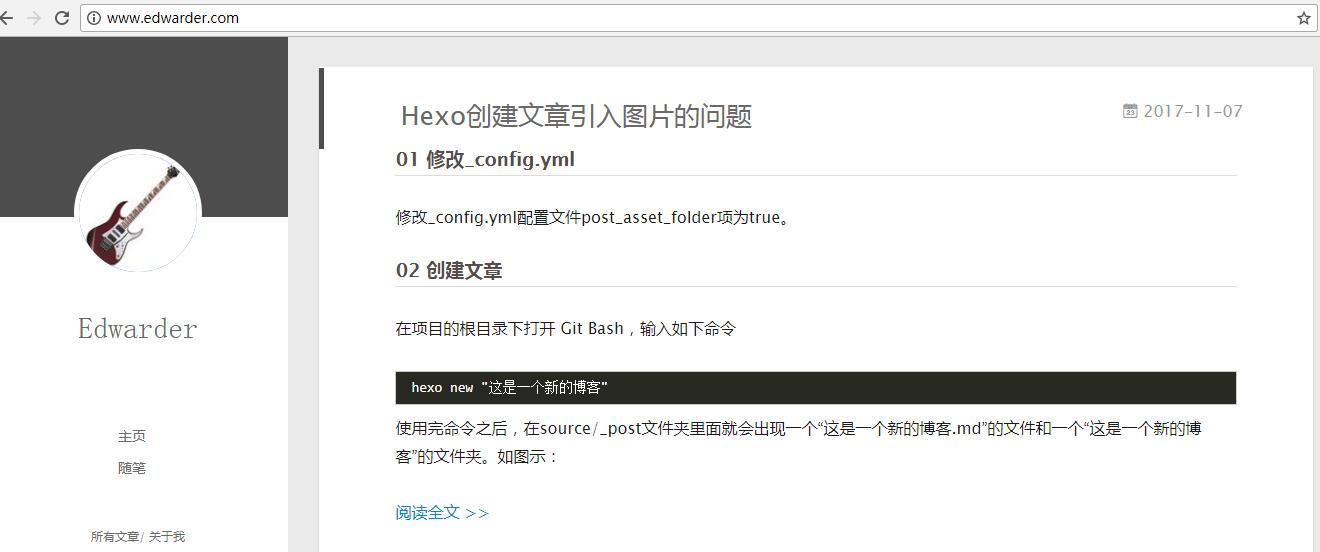 www.edwarder.com
Hexo创建文章引入图片的问题
23 2017-11-07
01 修改_config.yml
修改_config.yml配置文件post_asset_folder项为true。
02 创建文章
在项目的根目录下打开 Git Bash，输入如下命令
hexo new "这是一个新的博客"
使用完命令之后，在source/_post文件夹里面就会出现一个“这是一个新的博客.md”的文件和一个“这是一个新的博
客”的文件夹。如图示：
阅读全文 >>
Edwarder
主页
随笔
所有文章/ 关于我